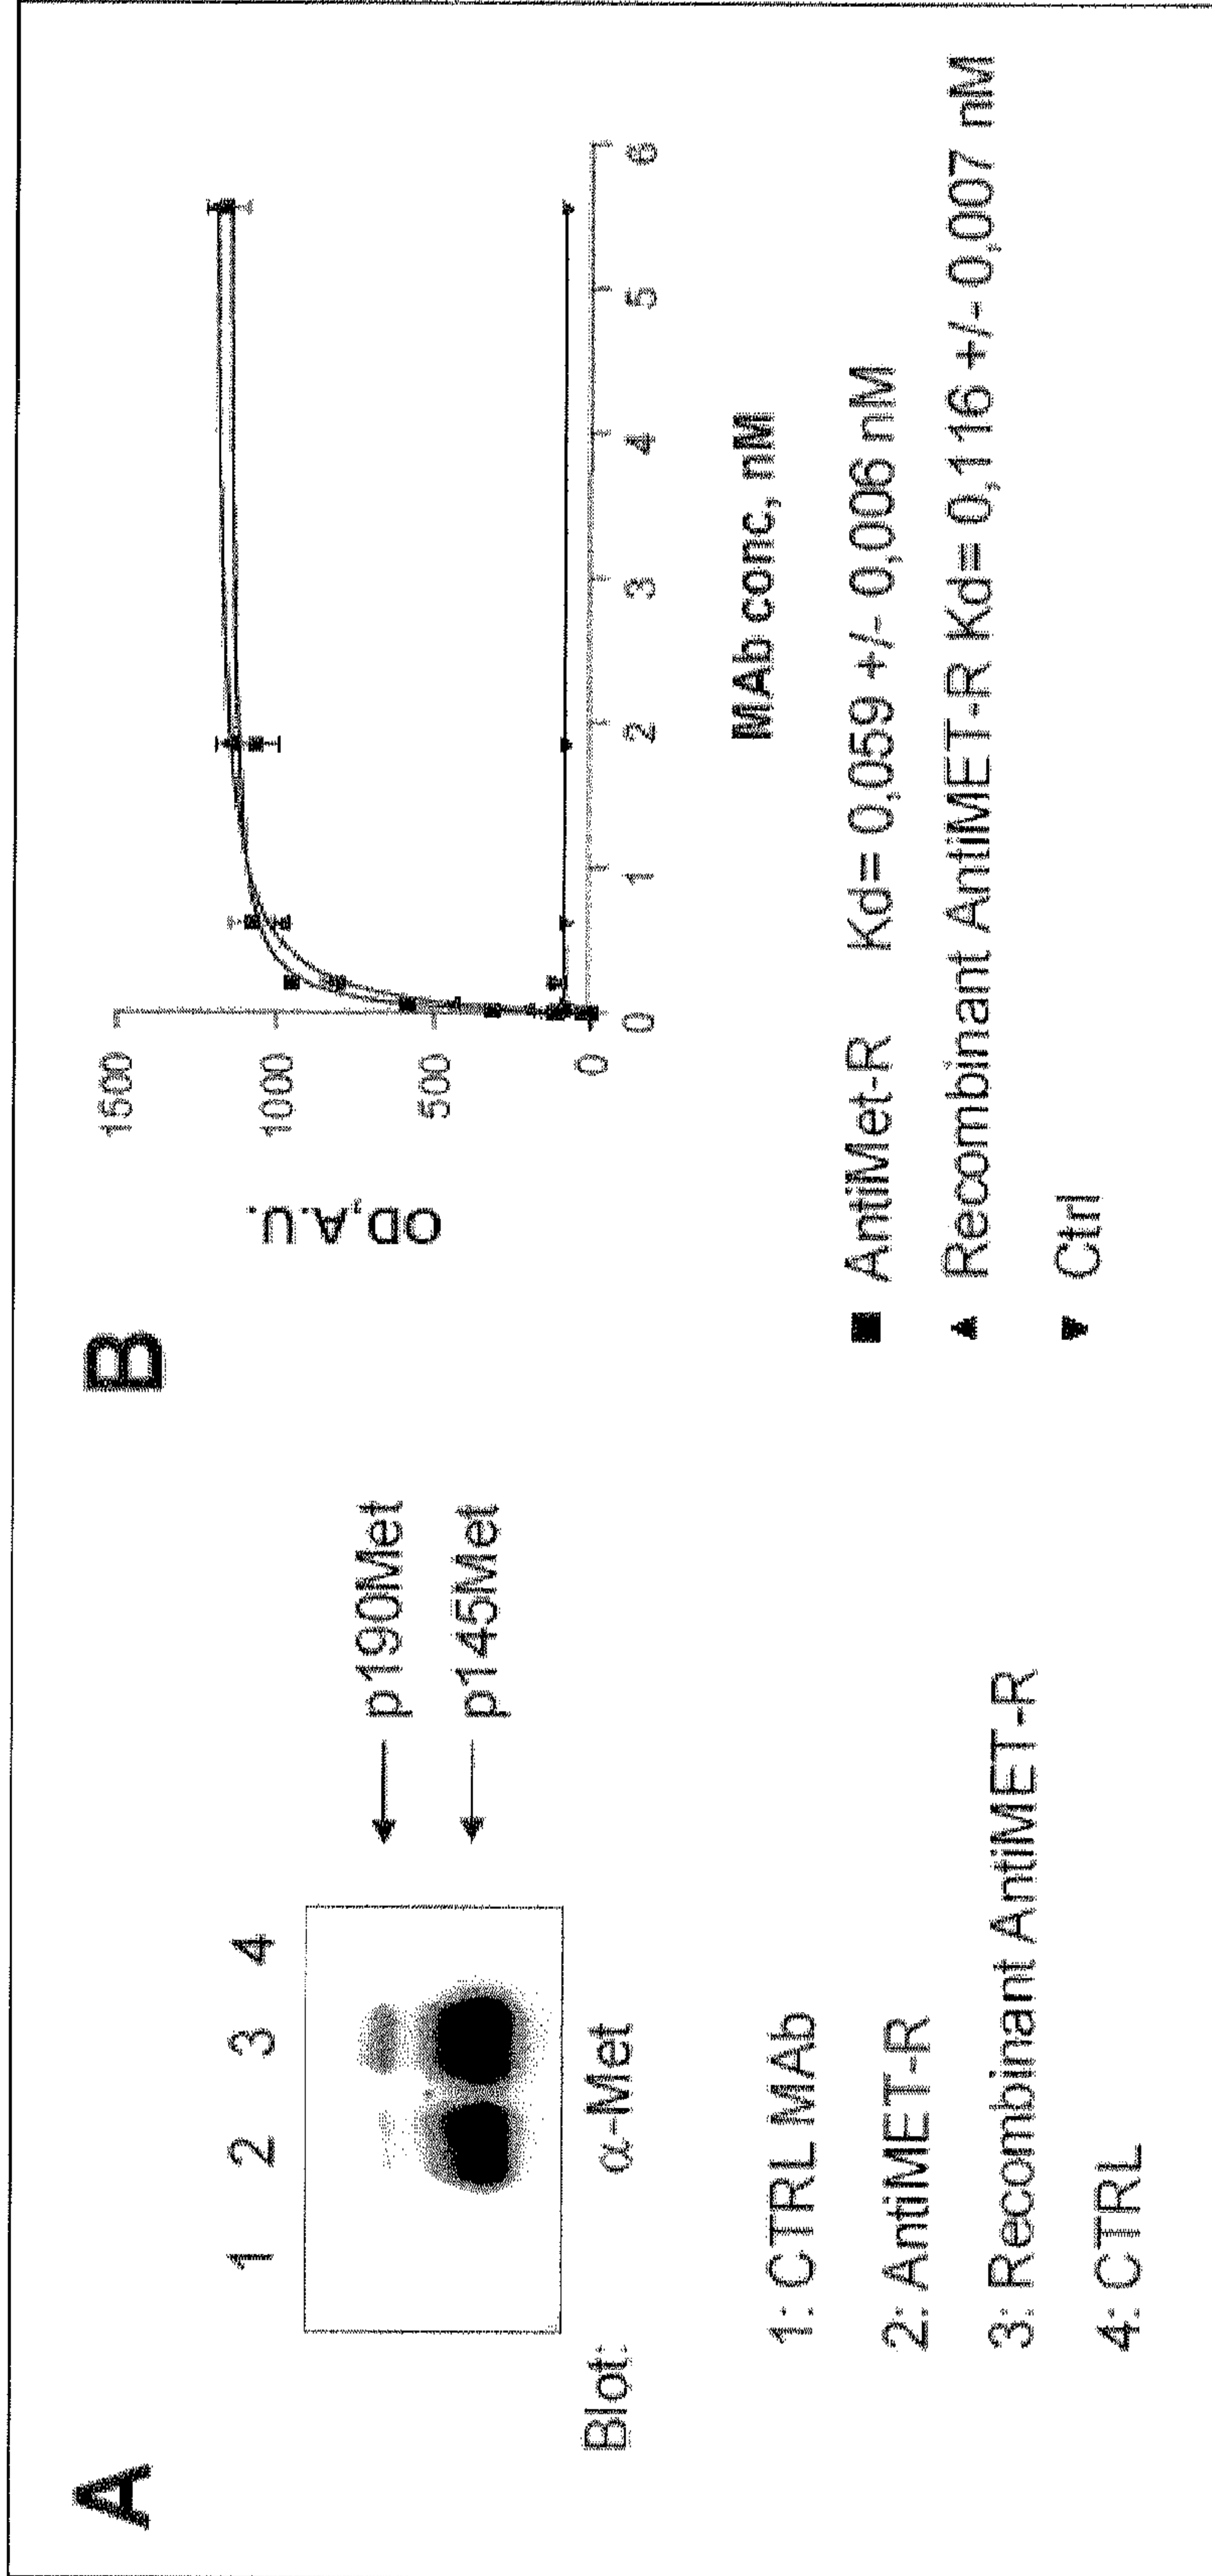 A
1 2 3 4
p190Met
p145Met
Blot: α-Met
1: CTRL MAb
2: AntiMET-R
3: Recombinant AntiMET-R
4: CTRL
B
OD,A.U.
1500
1000
500
0
0 1 2 3 4 5 6
MAb conc, nM
AntiMet-R Kd= 0,059 +/- 0,006 nM
Recombinant AntiMET-R Kd= 0,116 +/- 0,007 nM
Ctrl